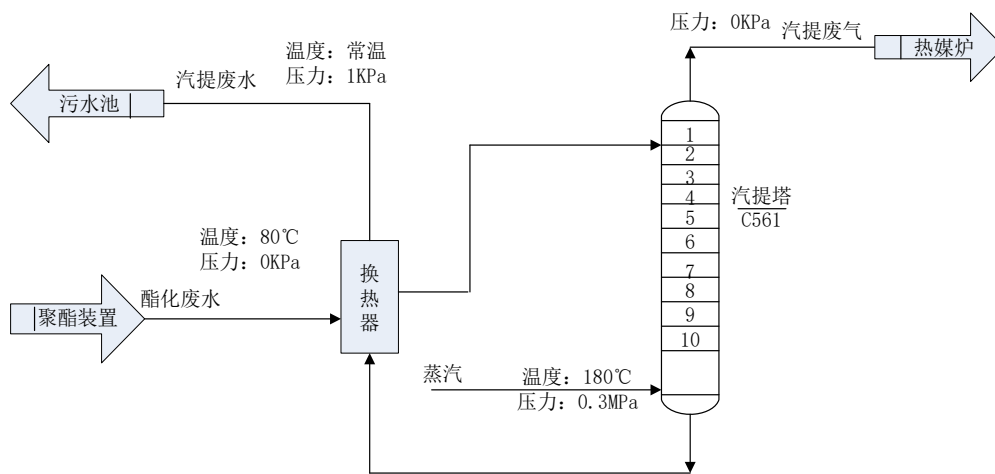 压力：0KPa
汽提废气
热媒炉
温度：常温
压力：1KPa
汽提废水
污水池
1
2
3
4
5
6
7
8
9
10
汽提塔
C561
温度：80℃
压力：0KPa
换热器
酯化废水
聚酯装置
蒸汽
温度：180℃
压力：0.3MPa